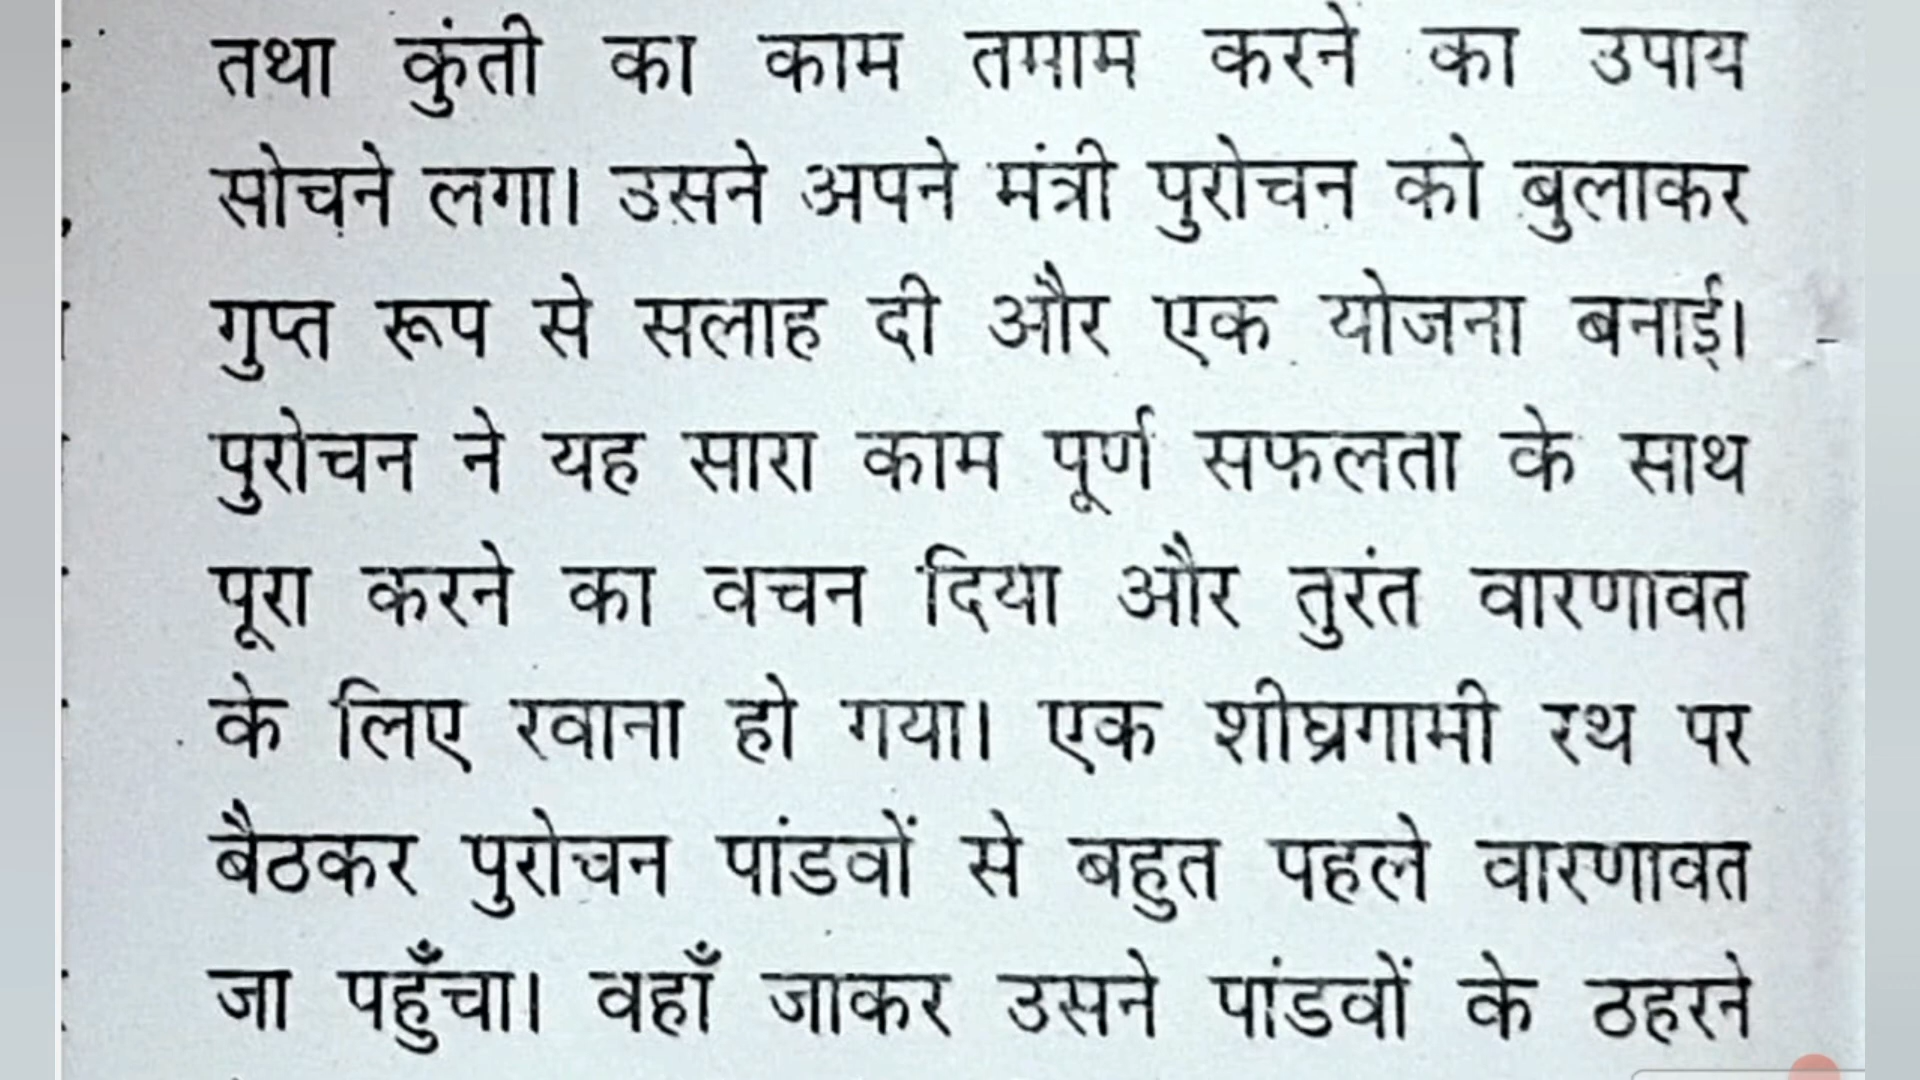 तथा कुंती का काम तमाम करने का उपाय
सोचने लगा। उसने अपने मंत्री पुरोचन को बुलाकर
गुप्त रूप से सलाह दी और एक योजना बनाई।
पुरोचन ने यह सारा काम पूर्ण सफलता के साथ
पूरा करने का वचन दिया और तुरंत वारणावत
के लिए रवाना हो गया। एक शीघ्रगामी रथ पर
बैठकर पुरोचन पांडवों से बहुत पहले वारणावत
जा पहुँचा। वहाँ जाकर उसने पांडवों के ठहरने